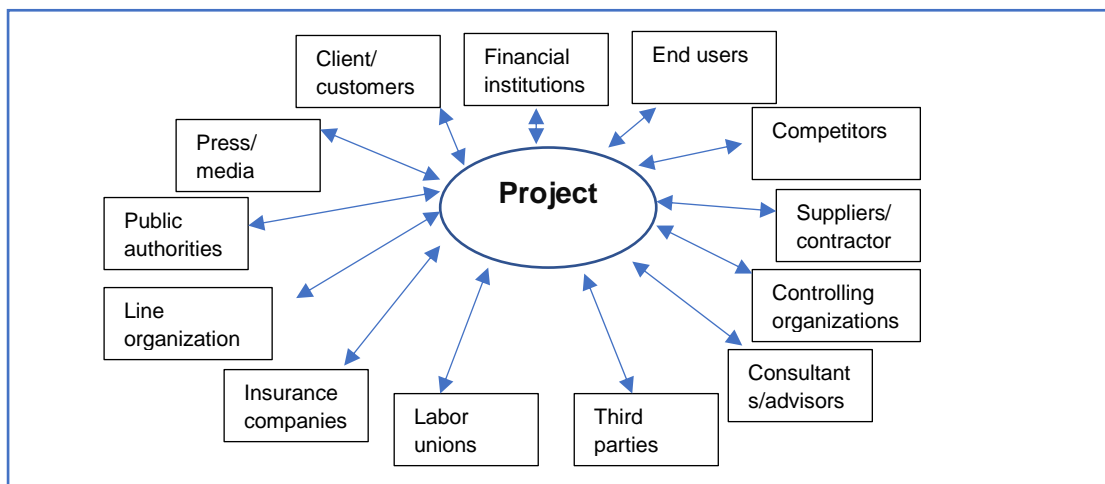 Client/
customers
Financial
institutions
End users
Competitors
Press/
media
Project
Public
authorities
Suppliers/
contractor
Line
organization
Controlling
organizations
Insurance
companies
Labor
unions
Third
parties
Consultant
s/advisors